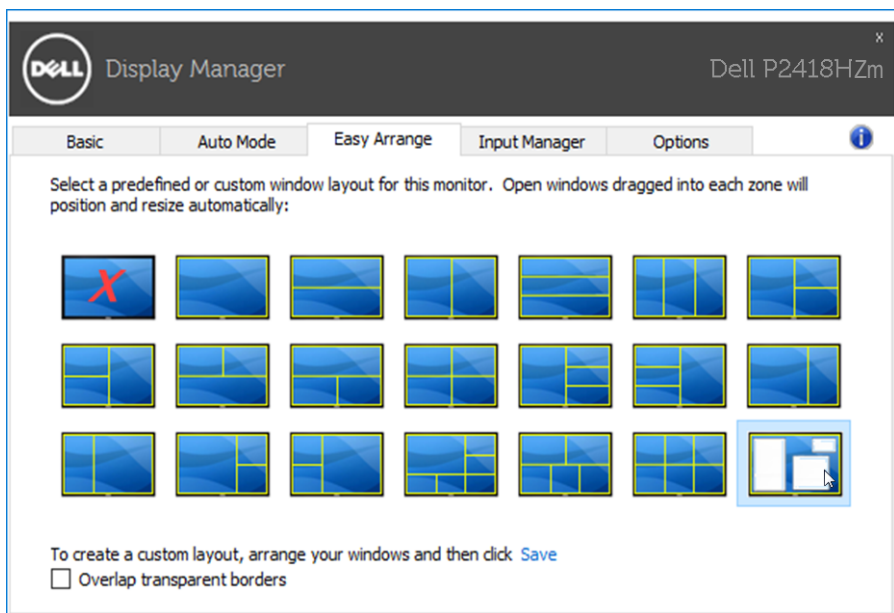 x
DELL Display Manager
Dell P2418HZm
Basic Auto Mode Easy Arrange Input Manager Options
Select a predefined or custom window layout for this monitor. Open windows dragged into each zone will
position and resize automatically:
X
To create a custom layout, arrange your windows and then click Save
Overlap transparent borders